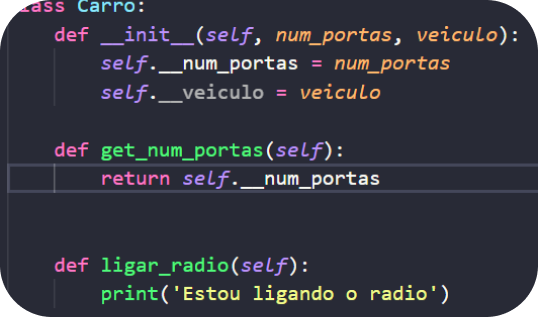 class Carro:
    def __init__(self, num_portas, veiculo):
        self.__num_portas = num_portas
        self.__veiculo = veiculo
    def get_num_portas(self):
        return self.__num_portas
    def ligar_radio(self):
        print('Estou ligando o radio')